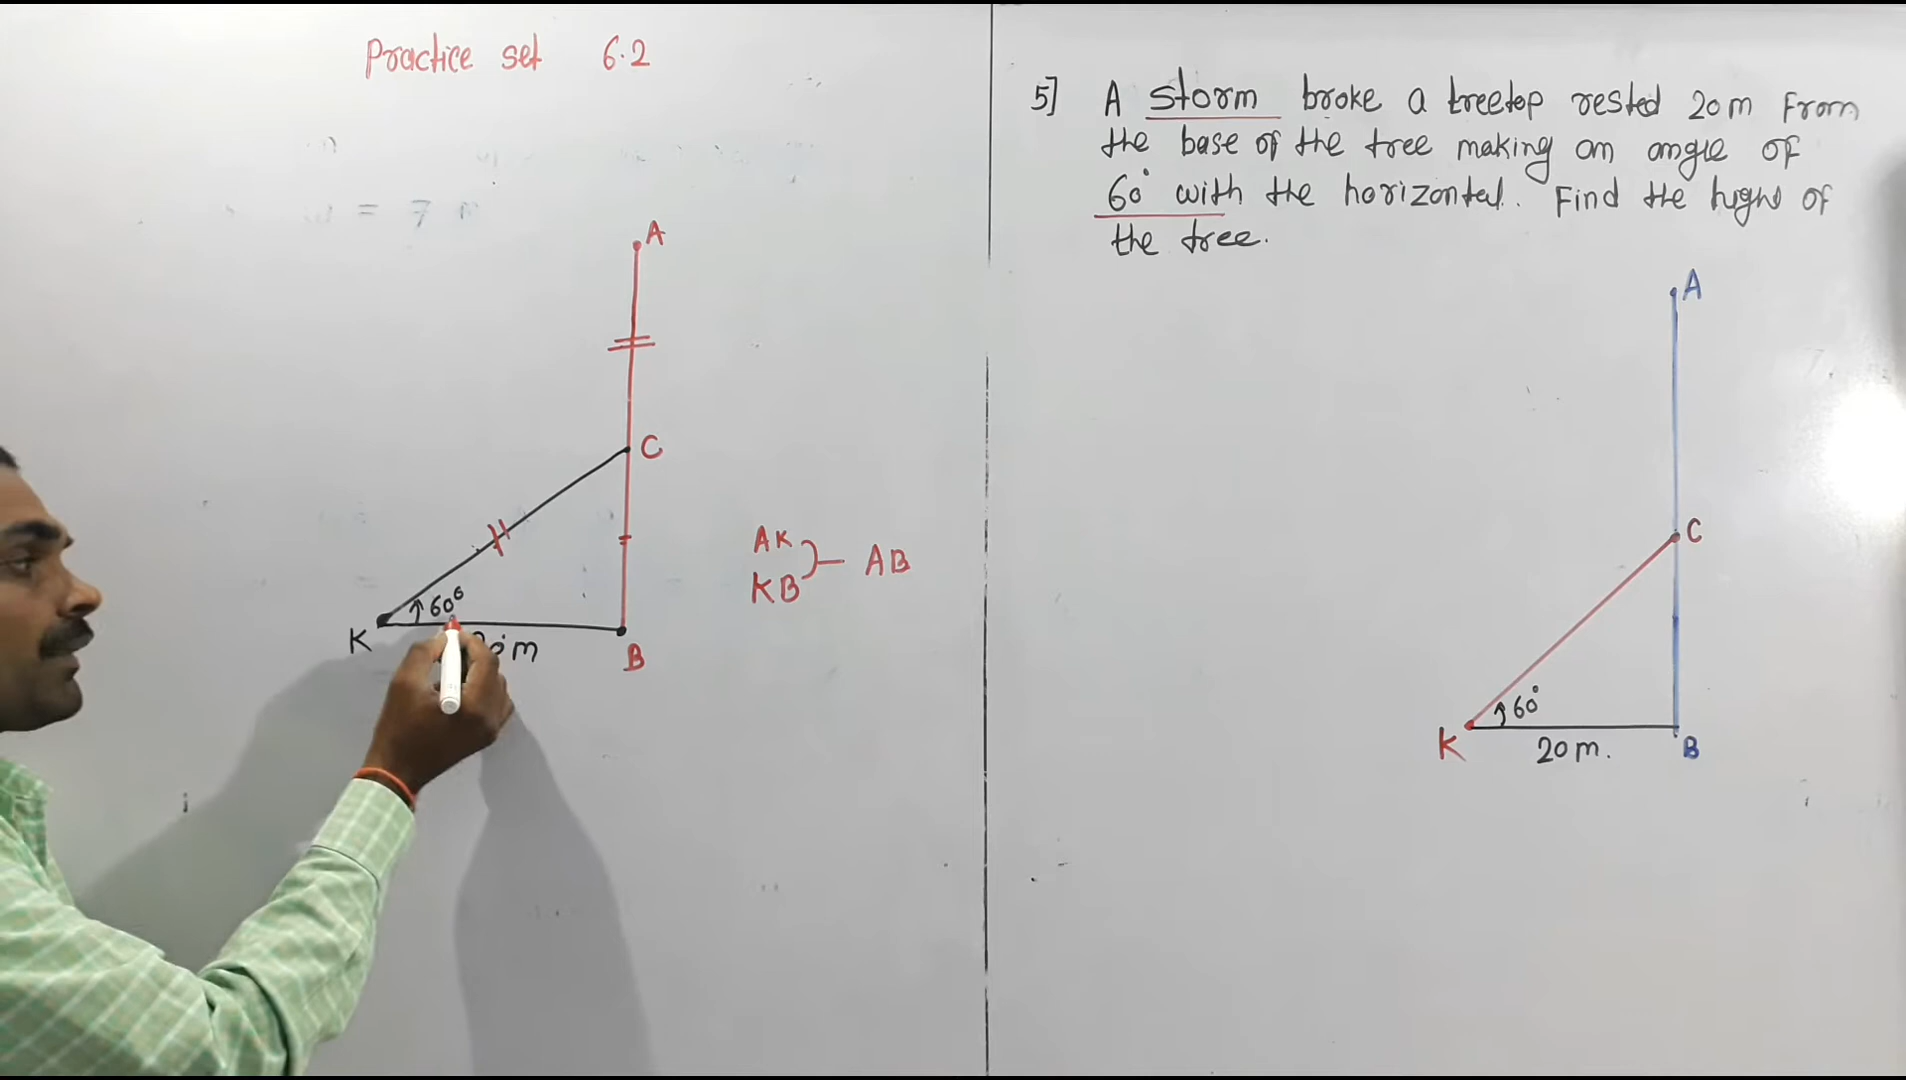 Practice set 6.2
= 7 m
A
C
AK
KB
AB
60°
K
m
B
5] A storm broke a treetop rested 20 m From
the base of the tree making an angle of
60° with the horizontal. Find the of
the tree.
A
C
60°
K
20 m.
B